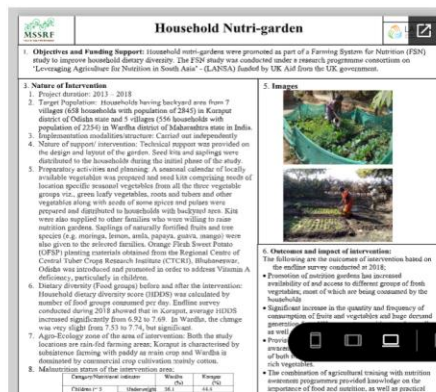 MSSRF
Household Nutri-garden
1. Objectives and Funding Support: Household nutri-gardens were promoted as part of a Farming System for Nutrition (FSN)
study to improve household dietary diversity. The FSN study was conducted under a research programme consortium on
'Leveraging Agriculture for Nutrition in South Asia' - (LANSA) funded by UK Aid from the UK government.
3. Nature of Intervention
1. Project duration: 2013 – 2018
2. Target Population: Households having backyard area from 7
villages (658 households with population of 2845) in Koraput
district of Odisha state and 5 villages (556 households with
population of 2254) in Wardha district of Maharashtra state in India.
3. Implementation modalities/structure: Carried out independently
4. Nature of support/ intervention: Technical support was provided on
the design and layout of the garden. Seed kits and saplings were
distributed to the households during the initial phase of the study.
5. Preparatory activities and planning: A seasonal calendar of locally
available vegetables was prepared and seed kits comprising seeds of
location specific seasonal vegetables from all the three vegetable
groups viz., green leafy vegetables, roots and tubers and other
vegetables along with seeds of some spices and pulses were
prepared and distributed to households with backyard area. Kits
were also supplied to other families who were willing to raise
nutrition gardens. Saplings of naturally fortified fruits and tree
species (e.g. moringa, lemon, amla, papaya, guava, mango) were
also given to the selected families. Orange Flesh Sweet Potato
(OFSP) planting materials obtained from the Regional Centre of
Central Tuber Crops Research Institute (CTCRI), Bhubaneswar,
Odisha was introduced and promoted in order to address Vitamin A
deficiency, particularly in children.
6. Dietary diversity (Food groups) before and after the intervention:
Household dietary diversity score (HDDS) was calculated by
number of food groups consumed per day. Endline survey
conducted during 2018 showed that in Koraput, average HDDS
increased significantly from 6.92 to 7.69. In Wardha, the change
was very slight from 7.53 to 7.74, but significant.
7. Agro-Ecology zone of the area of intervention: Both the study
locations are rain-fed farming areas; Koraput is characterised by
subsistence farming with paddy as main crop and Wardha is
dominated by commercial crop cultivation mainly cotton.
8. Malnutrition status of the intervention area:
Category/Nutritional indicator Wardha (%) Koraput (%)
Children (< 5 Underweight
5. Images
6. Outcomes and impact of intervention:
The following are the outcomes of intervention based on
the endline survey conducted in 2018;
• Promotion of nutrition gardens has increased
availability of and access to different groups of fresh
vegetables, most of which are being consumed by the
households
• Significant increase in the quantity and frequency of
consumption of fruits and vegetables and huge demand
as well
of both
rich vegetables.
• The combination of agricultural training with nutrition
awareness programmes provided knowledge on the
importance of food and nutrition, as well as practical